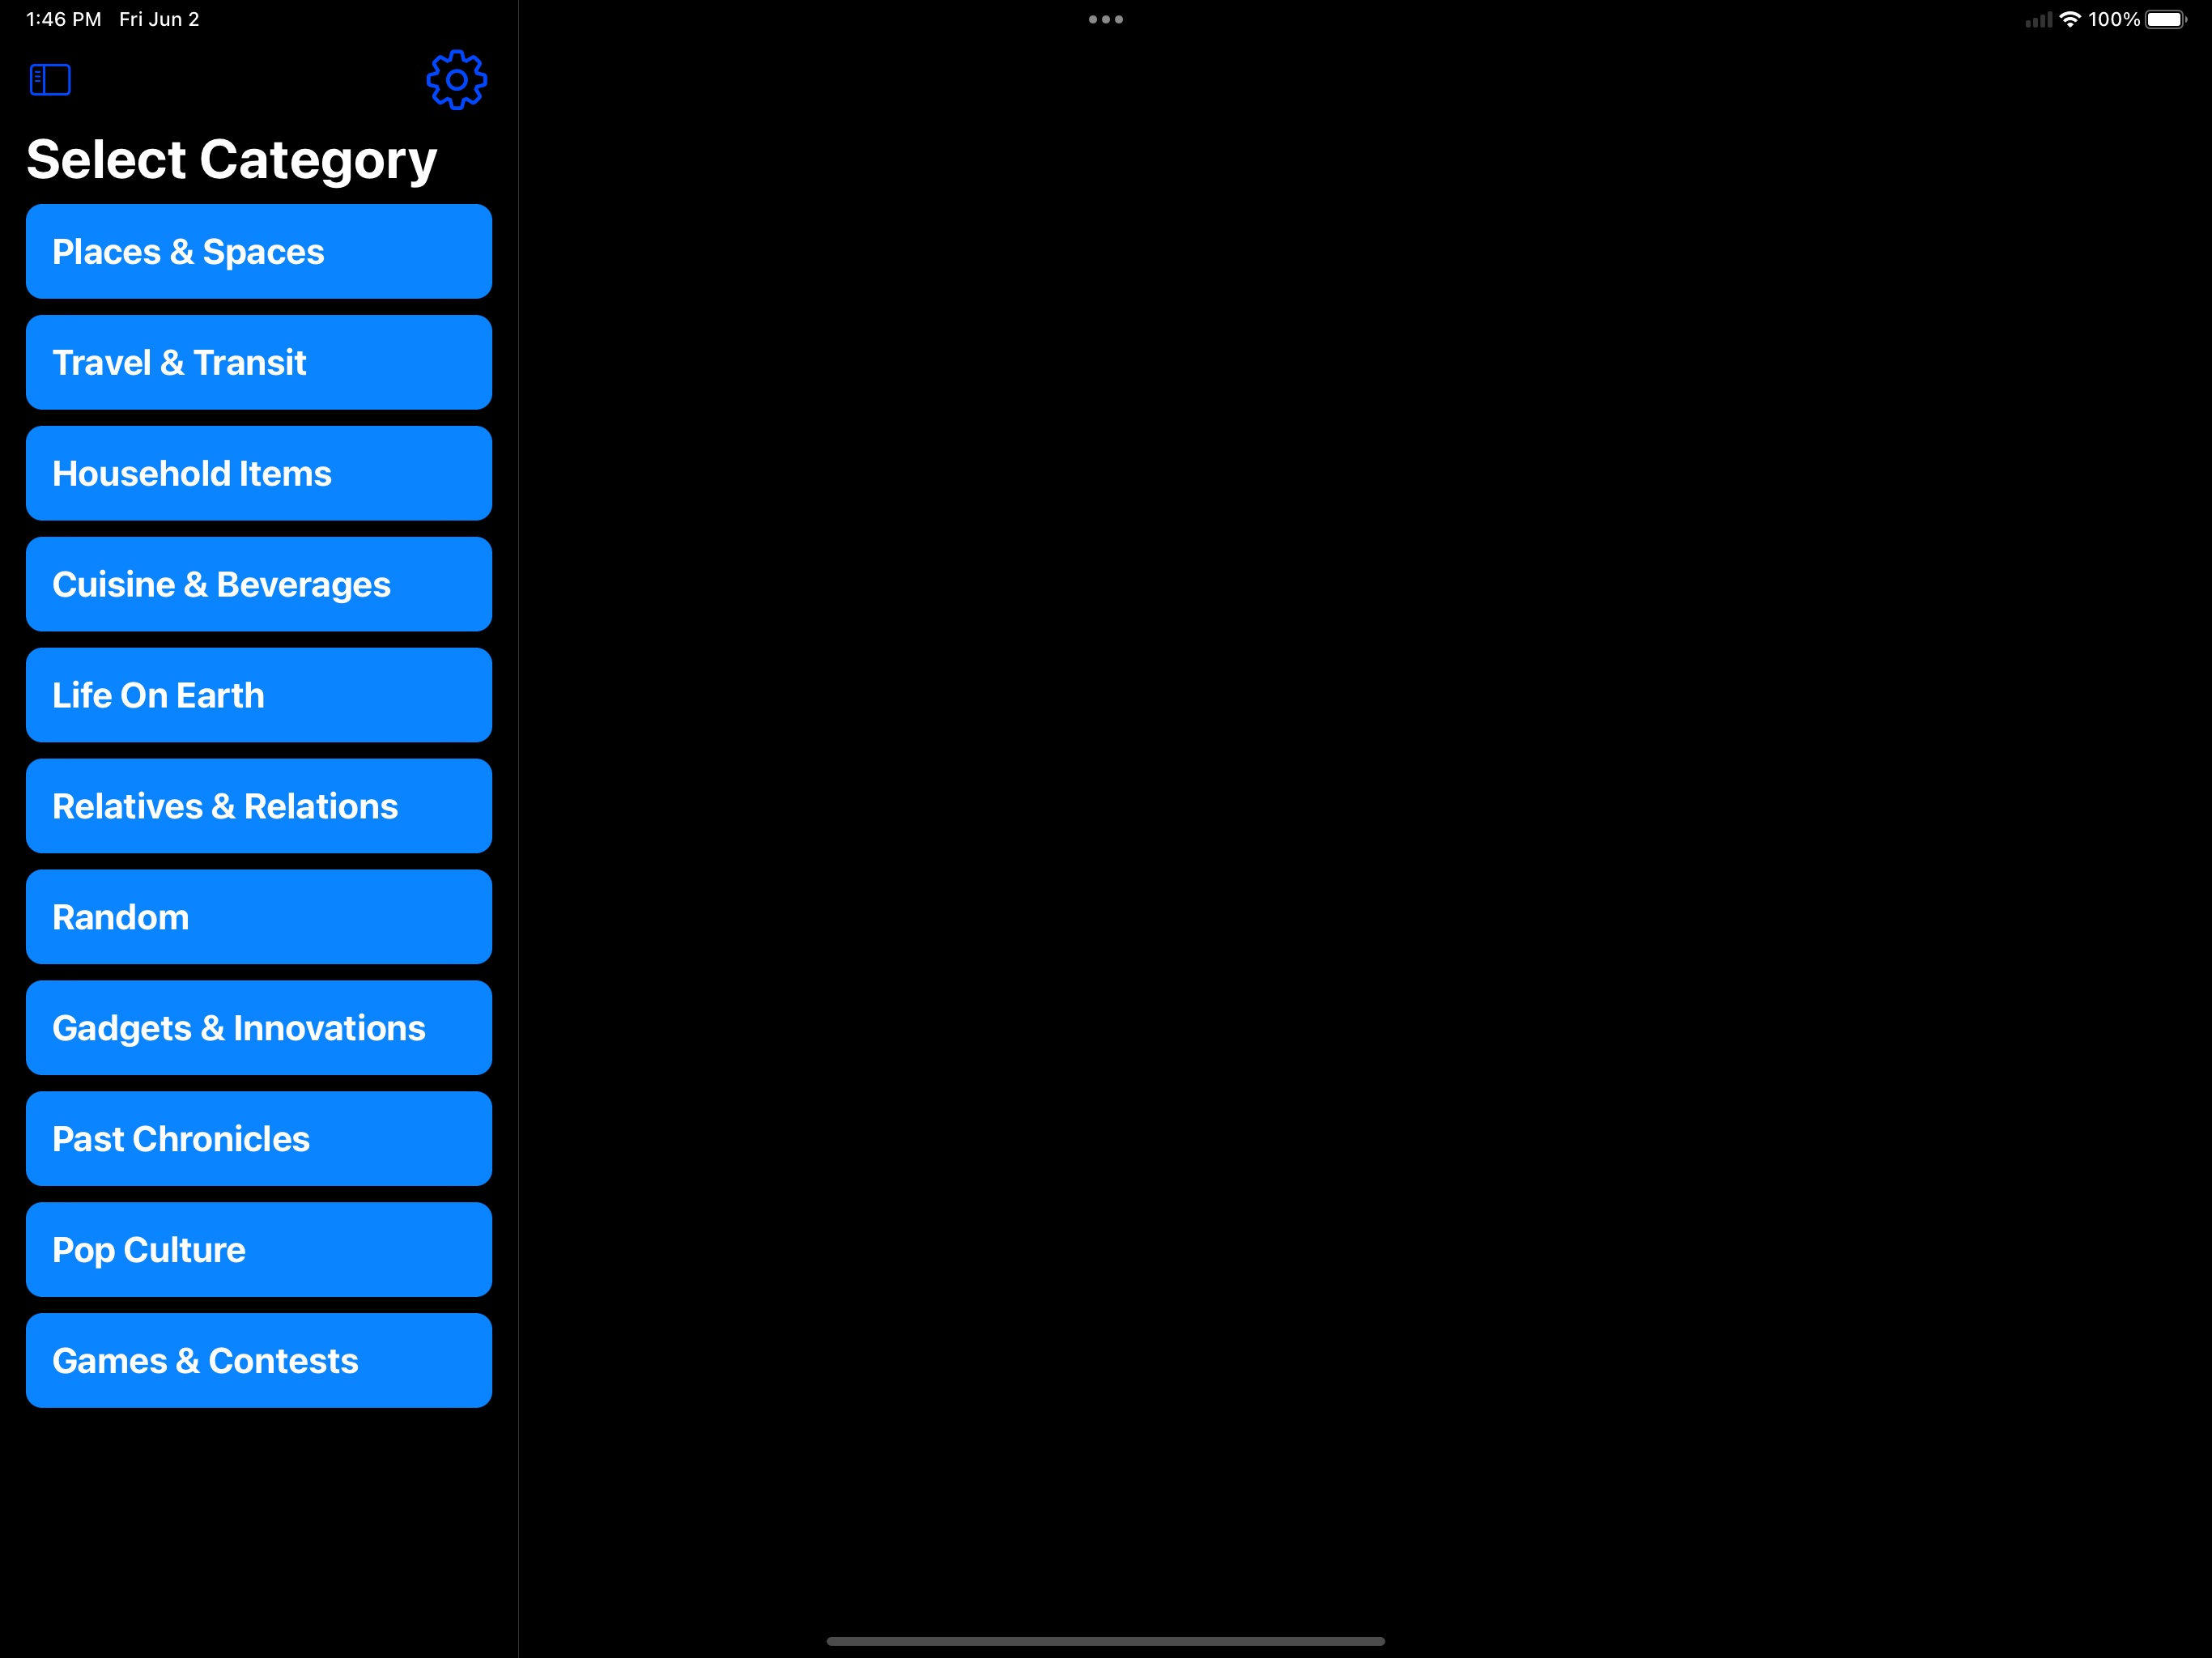 1:46 PM Fri Jun 2
100%
Select Category
Places & Spaces
Travel & Transit
Household Items
Cuisine & Beverages
Life On Earth
Relatives & Relations
Random
Gadgets & Innovations
Past Chronicles
Pop Culture
Games & Contests